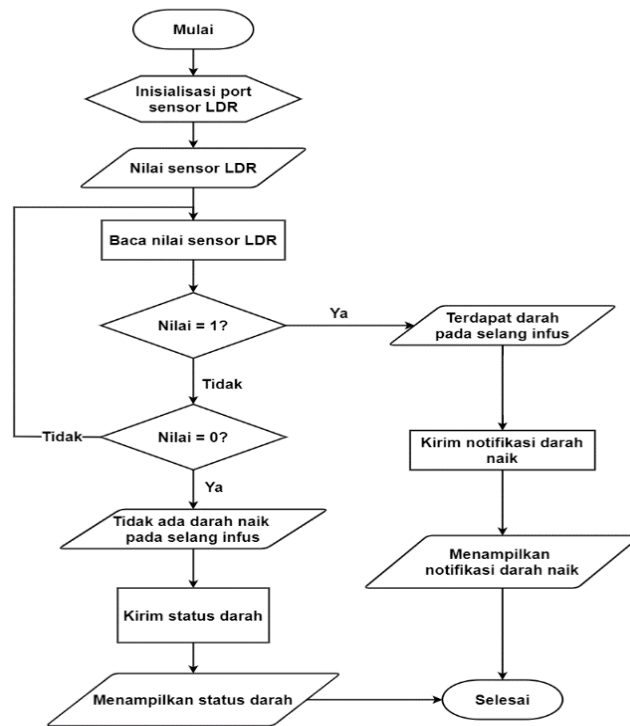 Mulai
Inisialisasi port
sensor LDR
Nilai sensor LDR
Baca nilai sensor LDR
Nilai = 1?
Ya
Terdapat darah
pada selang infus
Tidak
Nilai = 0?
Tidak
Kirim notifikasi darah
naik
Ya
Tidak ada darah naik
pada selang infus
Menampilkan
notifikasi darah naik
Kirim status darah
Menampilkan status darah
Selesai